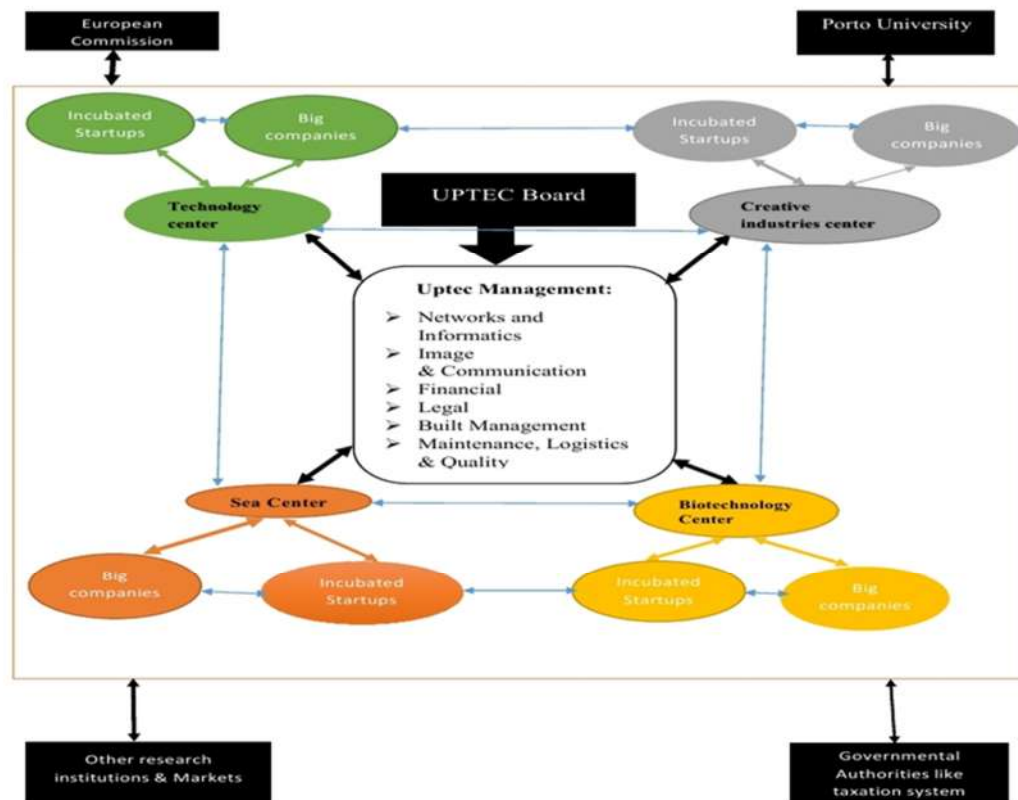 European
Commission
Porto University
Incubated
Startups
Big
companies
Incubated
Startups
Big
companies
Technology
center
UPTEC Board
Creative
industries center
Uptec Management:
➢ Networks and
Informatics
➢ Image
& Communication
➢ Financial
➢ Legal
➢ Built Management
➢ Maintenance, Logistics
& Quality
Sea Center
Biotechnology
Center
Big
companies
Incubated
Startups
Incubated
Startups
Big
companies
Other research
institutions & Markets
Governmental
Authorities like
taxation system